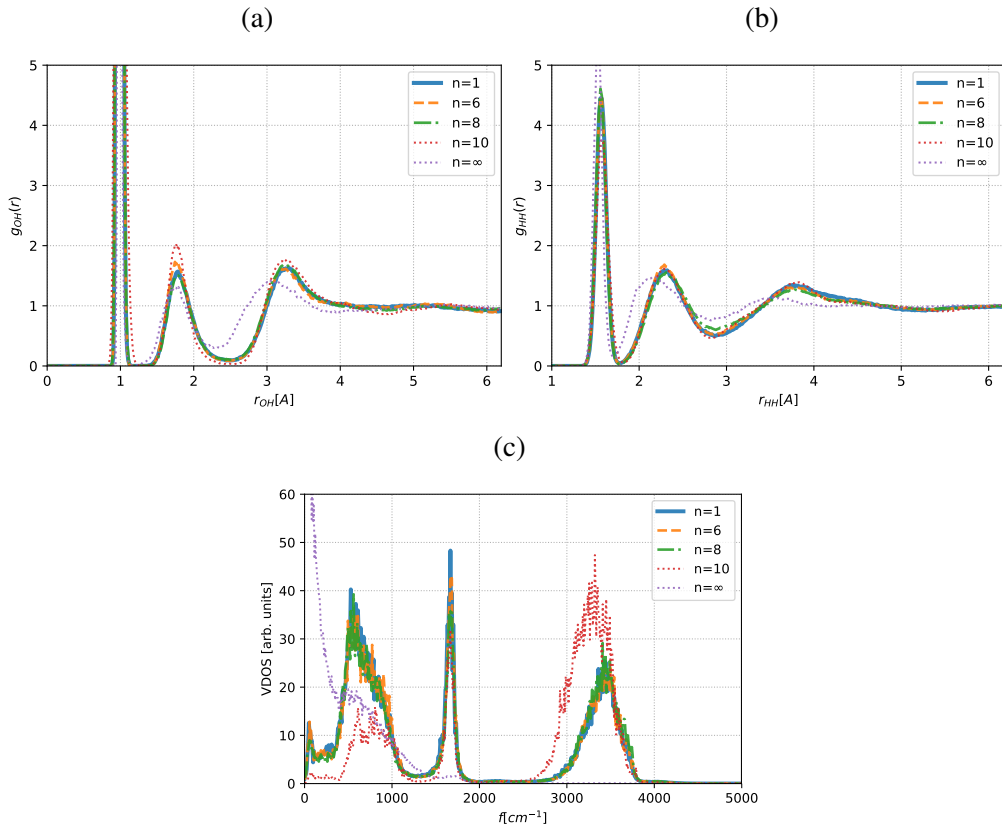 (a)
5
4
3
2
1
0
g_OH(r)
n=1
n=6
n=8
n=10
n=∞
0 1 2 3 4 5 6
r_OH[A]
(b)
5
4
3
2
1
0
g_HH(r)
n=1
n=6
n=8
n=10
n=∞
1 2 3 4 5 6
r_HH[A]
(c)
60
50
40
30
20
10
0
VDOS [arb. units]
n=1
n=6
n=8
n=10
n=∞
0 1000 2000 3000 4000 5000
f[cm⁻¹]